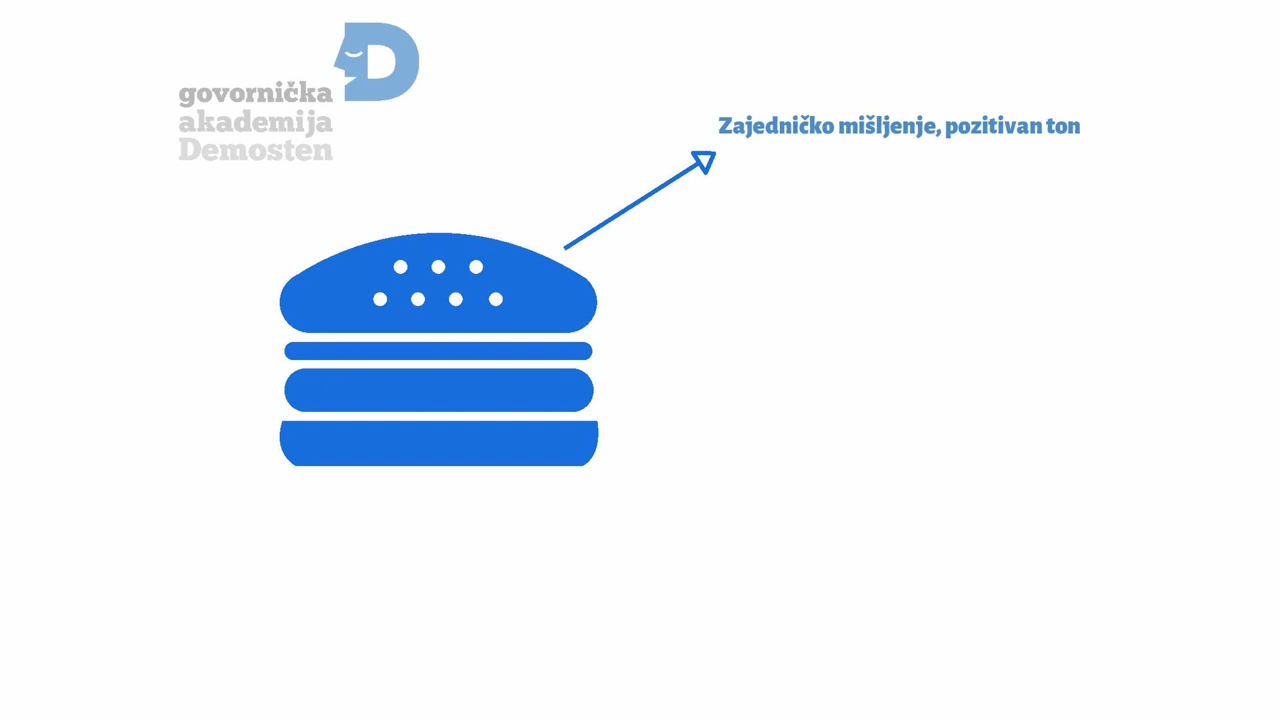 govornička
akademija
Demosten
Zajedničko mišljenje, pozitivan ton